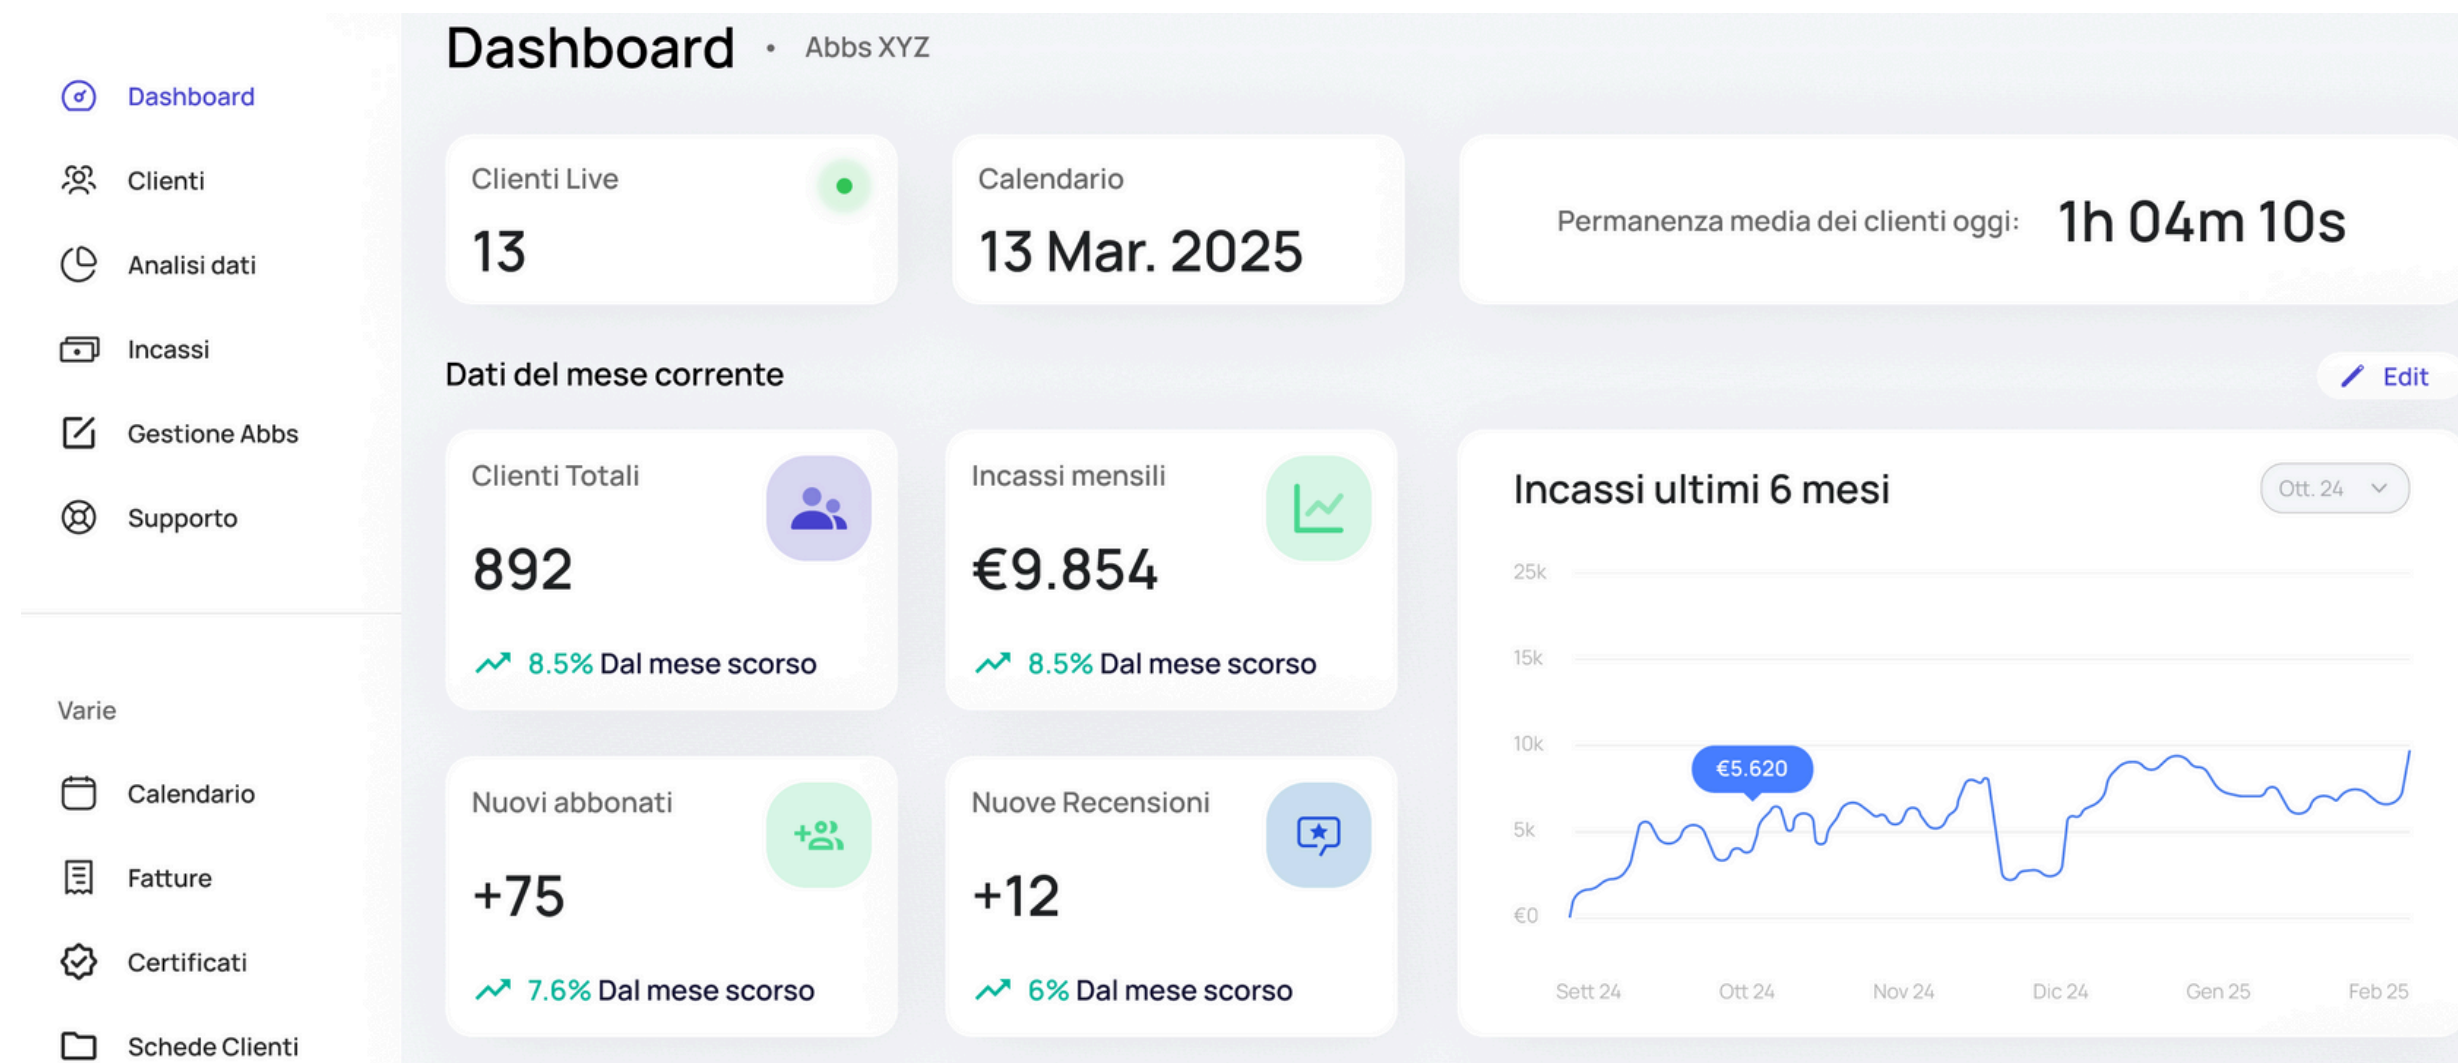 Dashboard • Abbs XYZ
Dashboard
Clienti
Analisi dati
Incassi
Gestione Abbs
Supporto
Varie
Calendario
Fatture
Certificati
Schede Clienti
Clienti Live
13
Calendario
13 Mar. 2025
Permanenza media dei clienti oggi: 1h 04m 10s
Dati del mese corrente
Edit
Clienti Totali
892
8.5% Dal mese scorso
Incassi mensili
€9.854
8.5% Dal mese scorso
Nuovi abbonati
+75
7.6% Dal mese scorso
Nuove Recensioni
+12
6% Dal mese scorso
Incassi ultimi 6 mesi
Ott. 24
25k
15k
10k
€5.620
5k
€0
Sett 24 Ott 24 Nov 24 Dic 24 Gen 25 Feb 25